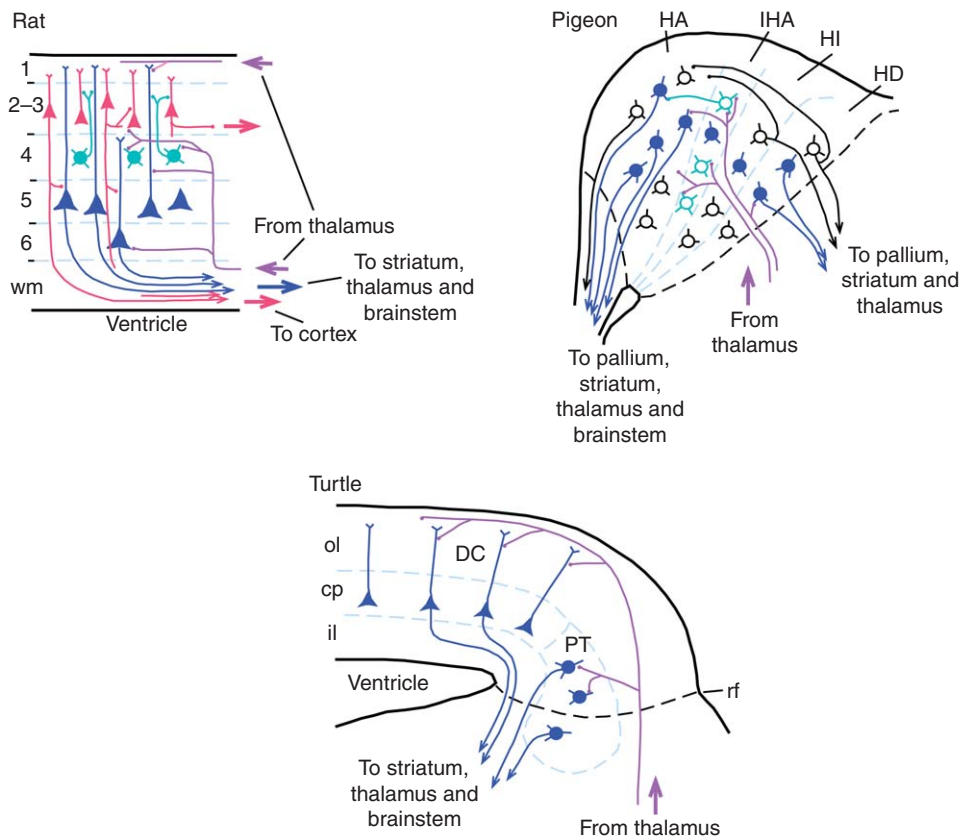 Rat
1
2–3
4
5
6
wm
Ventricle
From thalamus
To striatum,
thalamus and
brainstem
To cortex
Pigeon
HA
IHA
HI
HD
To pallium,
striatum and
thalamus
From
thalamus
To pallium,
striatum,
thalamus and
brainstem
Turtle
ol
cp
il
DC
PT
Ventricle
rf
To striatum,
thalamus and
brainstem
From thalamus